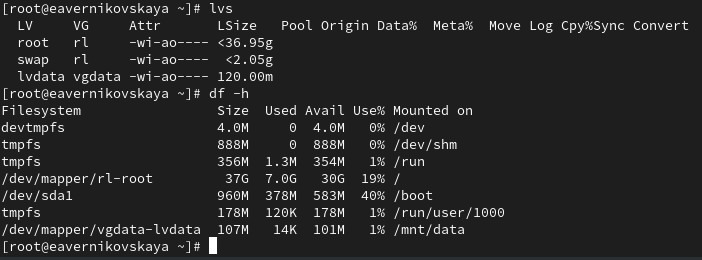 [root@eavernikovskaya ~]# lvs
  LV     VG     Attr       LSize   Pool Origin Data%  Meta%  Move Log Cpy%Sync Convert
  root   rl     -wi-ao---- <36.95g
  swap   rl     -wi-ao----  <2.05g
  lvdata vgdata -wi-ao---- 120.00m
[root@eavernikovskaya ~]# df -h
Filesystem                 Size  Used Avail Use% Mounted on
devtmpfs                   4.0M     0  4.0M   0% /dev
tmpfs                      888M     0  888M   0% /dev/shm
tmpfs                      356M  1.3M  354M   1% /run
/dev/mapper/rl-root         37G  7.0G   30G  19% /
/dev/sda1                  960M  378M  583M  40% /boot
tmpfs                      178M  120K  178M   1% /run/user/1000
/dev/mapper/vgdata-lvdata  107M   14K  101M   1% /mnt/data
[root@eavernikovskaya ~]#